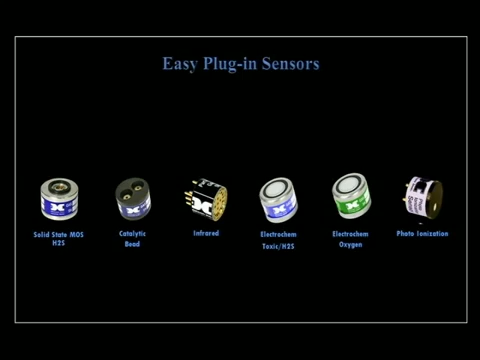 Easy Plug-in Sensors
Solid State MOS
H2S
Catalytic
Bead
Infrared
Electrochem
Toxic/H2S
Electrochem
Oxygen
Photo Ionization